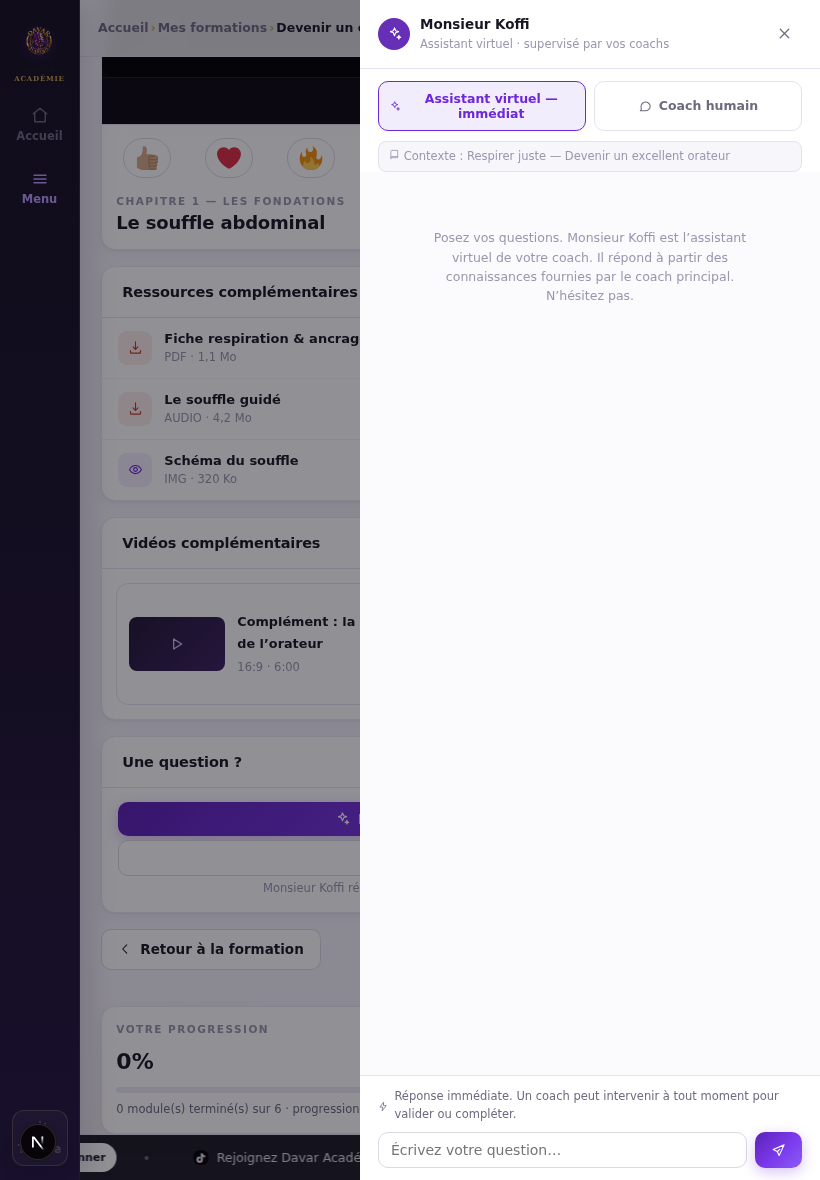 ACADÉMIE
Accueil
Menu
Accueil › Mes formations › Devenir un e
CHAPITRE 1 — LES FONDATIONS
Le souffle abdominal
Ressources complémentaires
Fiche respiration & ancrag
PDF · 1,1 Mo
Le souffle guidé
AUDIO · 4,2 Mo
Schéma du souffle
IMG · 320 Ko
Vidéos complémentaires
Complément : la
de l’orateur
16:9 · 6:00
Une question ?
Monsieur Koffi ré
Retour à la formation
VOTRE PROGRESSION
0%
0 module(s) terminé(s) sur 6 · progression
nner
Rejoignez Davar Acadé
Monsieur Koffi
Assistant virtuel · supervisé par vos coachs
Assistant virtuel —
immédiat
Coach humain
Contexte : Respirer juste — Devenir un excellent orateur
Posez vos questions. Monsieur Koffi est l’assistant
virtuel de votre coach. Il répond à partir des
connaissances fournies par le coach principal.
N’hésitez pas.
Réponse immédiate. Un coach peut intervenir à tout moment pour
valider ou compléter.
Écrivez votre question…